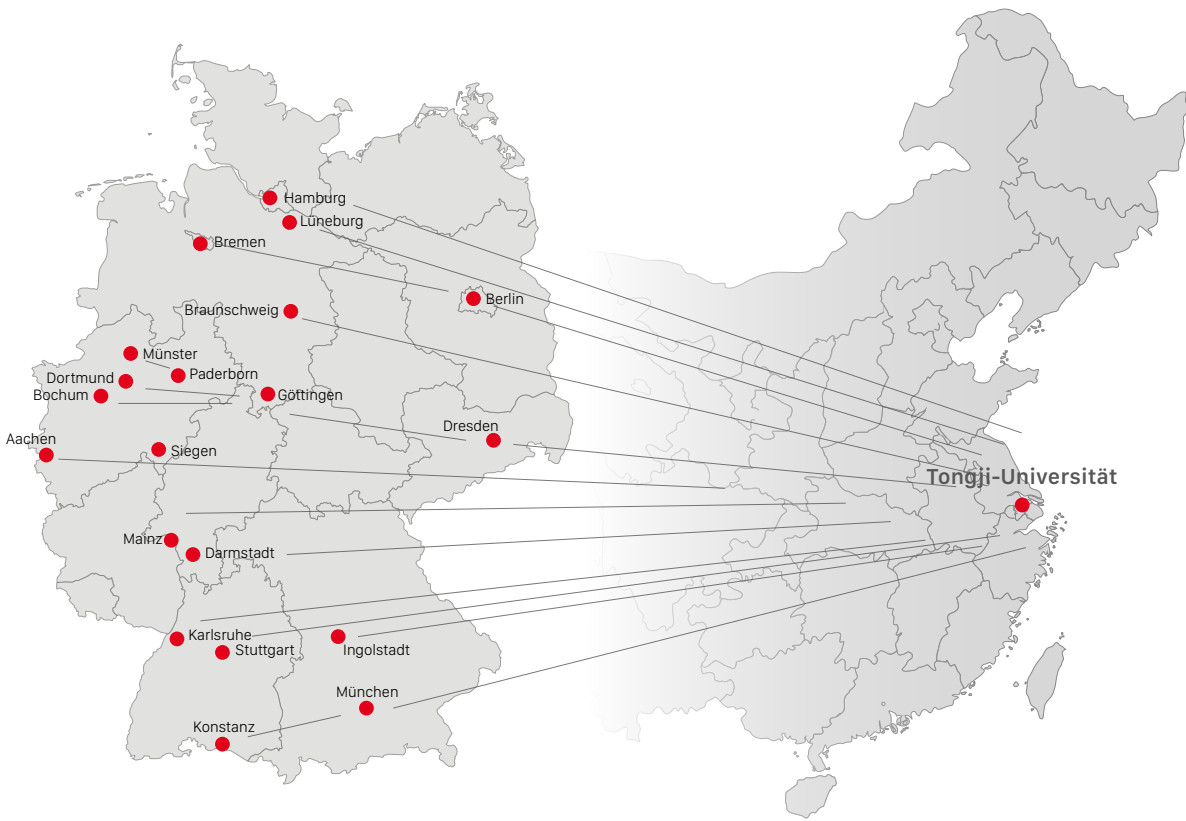 Hamburg
Lüneburg
Bremen
Berlin
Braunschweig
Münster
Paderborn
Dortmund
Bochum
Göttingen
Dresden
Aachen
Siegen
Tongji-Universität
Mainz
Darmstadt
Karlsruhe
Stuttgart
Ingolstadt
München
Konstanz